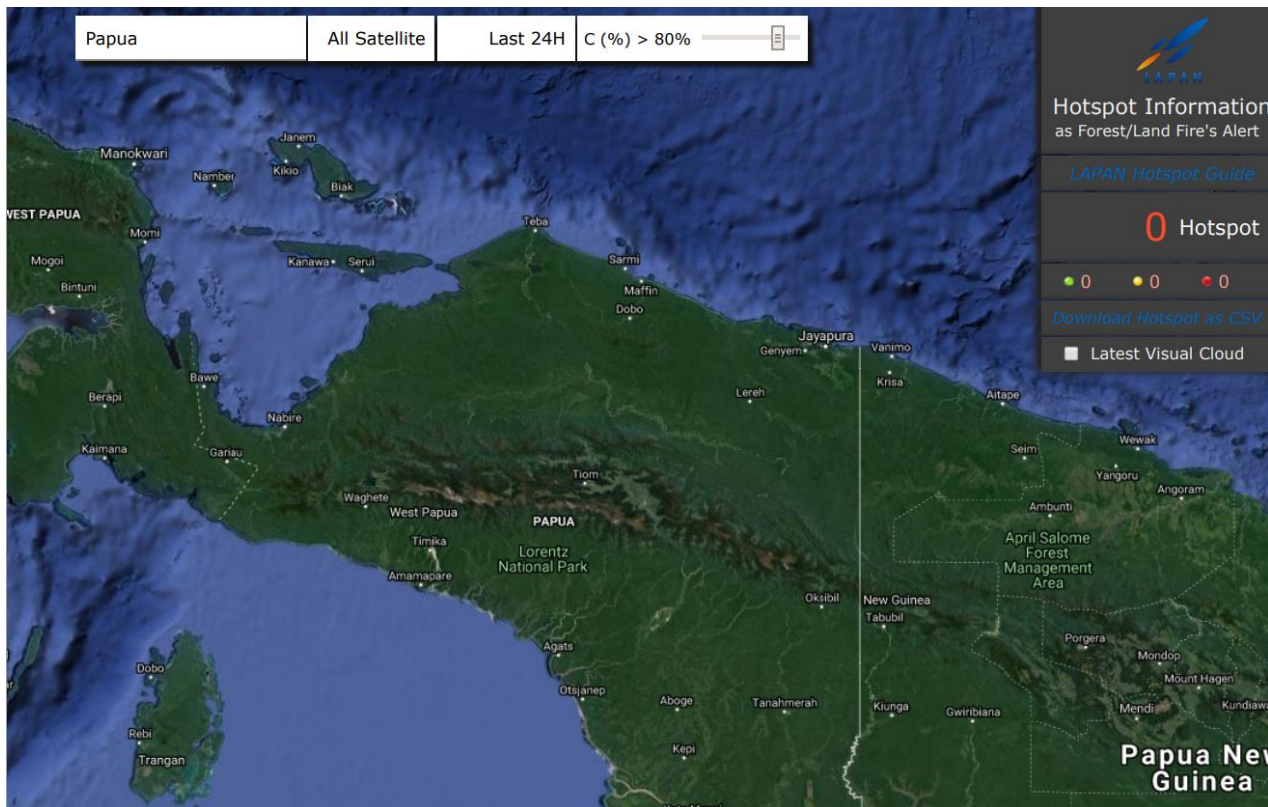 Papua
All Satellite
Last 24H
C (%) > 80%
LAPAN
Hotspot Information
as Forest/Land Fire's Alert
LAPAN Hotspot Guide
0 Hotspot
0 0 0
Download Hotspot as CSV
Latest Visual Cloud
Janem
Manokwari
Kikio
Namber
Biak
WEST PAPUA
Momi
Teba
Mogoi
Kanawa
Serui
Sarmi
Bintuni
Maffin
Dobo
Jayapura
Genyem
Vanimo
Bawe
Krisa
Berapi
Lereh
Aitape
Nabire
Wewak
Kaimana
Gariau
Seim
Tiom
Yangoru
Waghete
Angoram
West Papua
PAPUA
Ambunti
Timika
Lorentz
National Park
April Salome
Forest
Management
Area
Amamapare
Oksibil
New Guinea
Tabubil
Agats
Porgera
Mondop
Dobo
Mount Hagen
Otsjanep
Aboge
Tanahmerah
Kiunga
Gwiribiana
Mendi
Kundiawa
Rebi
Kepi
Trangan
Papua New
Guinea